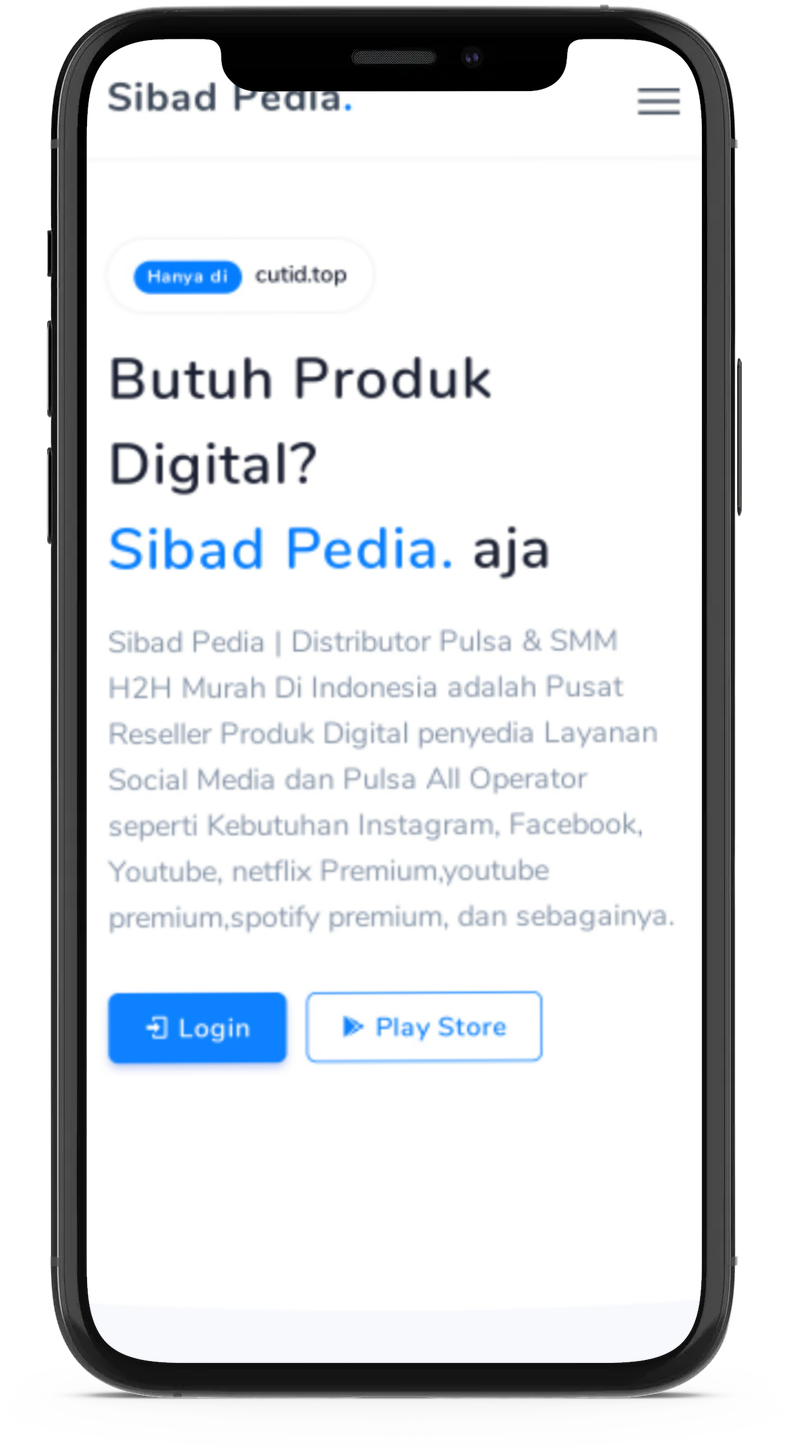 Sibad Pedia.
Hanya di cutid.top
Butuh Produk
Digital?
Sibad Pedia. aja
Sibad Pedia | Distributor Pulsa & SMM
H2H Murah Di Indonesia adalah Pusat
Reseller Produk Digital penyedia Layanan
Social Media dan Pulsa All Operator
seperti Kebutuhan Instagram, Facebook,
Youtube, netflix Premium,youtube
premium,spotify premium, dan sebagainya.
Login Play Store